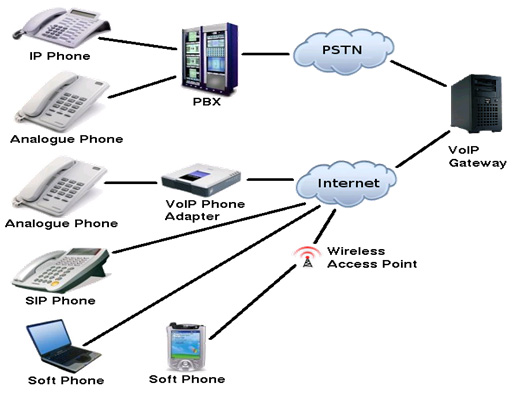 IP Phone
PBX
PSTN
Analogue Phone
VoIP
Gateway
Analogue Phone
VoIP Phone
Adapter
Internet
Wireless
Access Point
SIP Phone
Soft Phone
Soft Phone